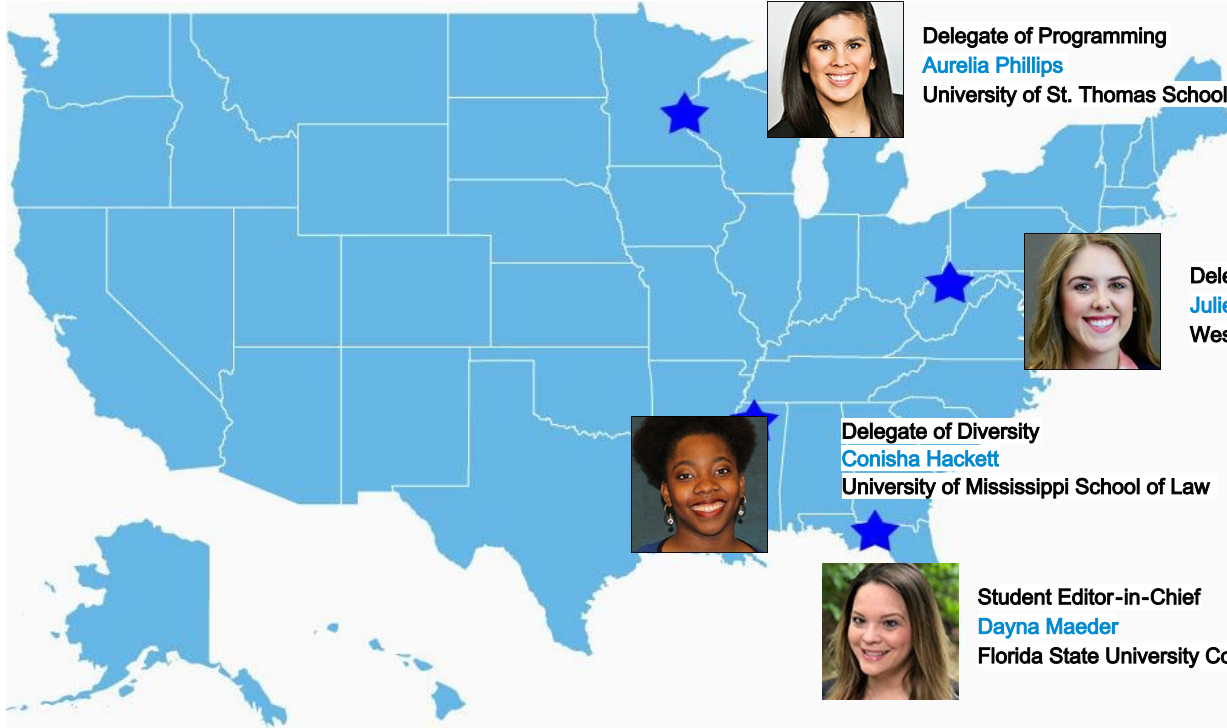 Delegate of Programming
Aurelia Phillips
University of St. Thomas School
Delegate of Diversity
Conisha Hackett
University of Mississippi School of Law
Student Editor-in-Chief
Dayna Maeder
Florida State University